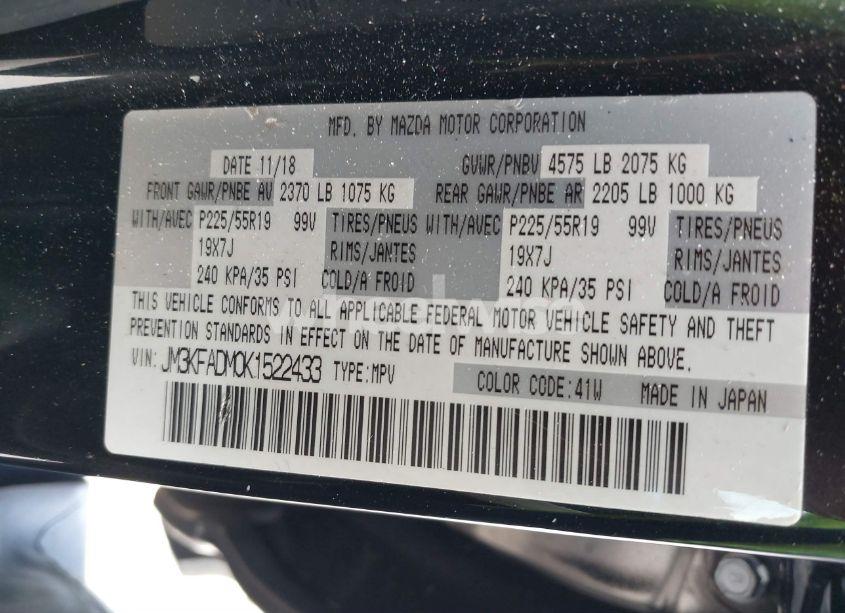 MFD. BY MAZDA MOTOR CORPORATION
DATE 11/18 GVWR/PNBV 4575 LB 2075 KG
FRONT GAWR/PNBE AV 2370 LB 1075 KG REAR GAWR/PNBE AR 2205 LB 1000 KG
WITH/AVEC P225/55R19 99V TIRES/PNEUS WITH/AVEC P225/55R19 99V TIRES/PNEUS
19X7J RIMS/JANTES 19X7J RIMS/JANTES
240 KPA/35 PSI COLD/A FROID 240 KPA/35 PSI COLD/A FROID
THIS VEHICLE CONFORMS TO ALL APPLICABLE FEDERAL MOTOR VEHICLE SAFETY AND THEFT
PREVENTION STANDARDS IN EFFECT ON THE DATE OF MANUFACTURE SHOWN ABOVE.
VIN: JM3KFADM0K1522433 TYPE:MPV
COLOR CODE:41W MADE IN JAPAN